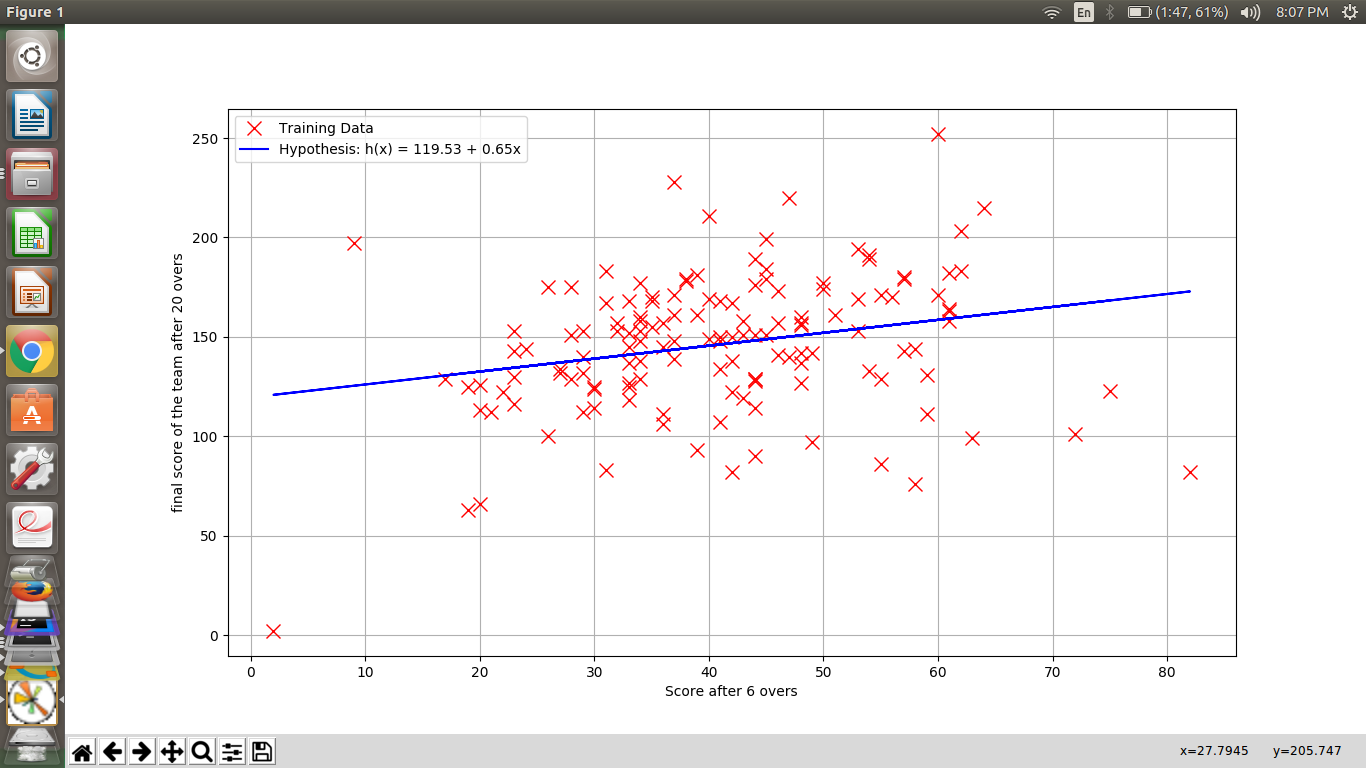 Figure 1
En
(1:47, 61%)
8:07 PM
Training Data
Hypothesis: h(x) = 119.53 + 0.65x
250
200
150
100
50
0
final score of the team after 20 overs
0 10 20 30 40 50 60 70 80
Score after 6 overs
x=27.7945 y=205.747